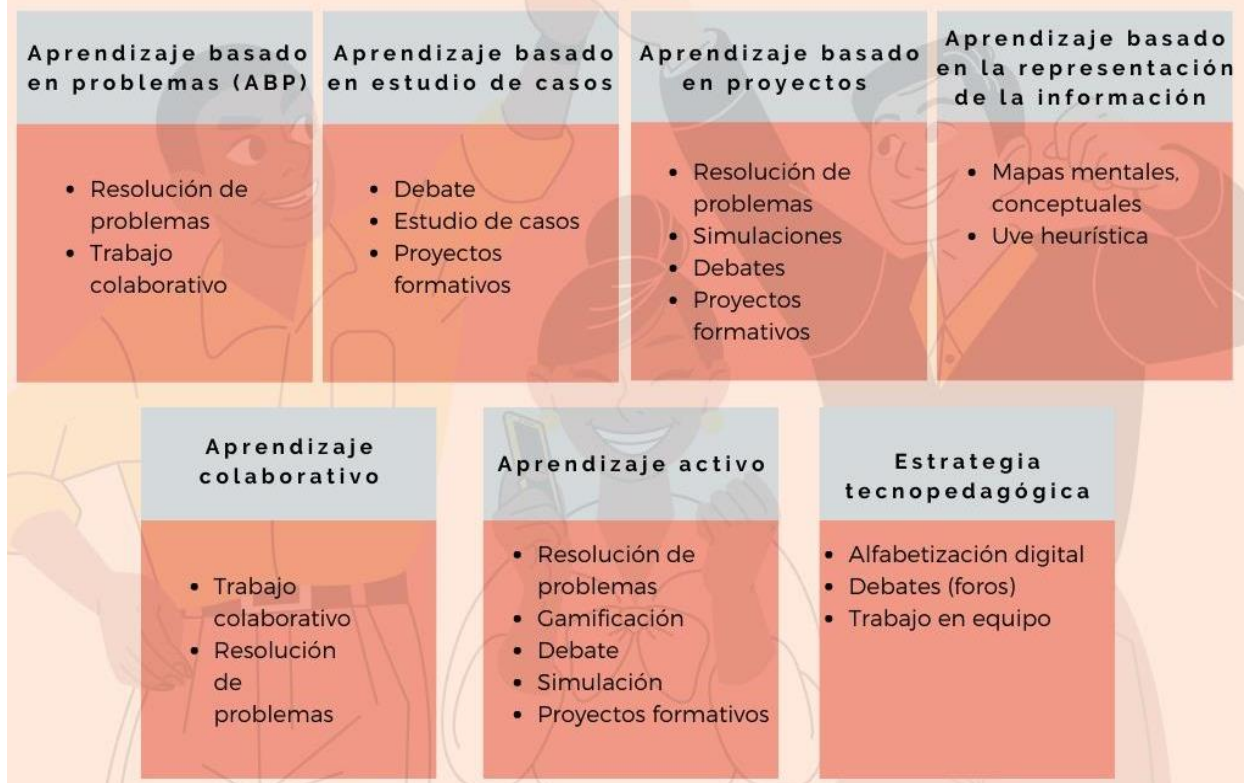 Aprendizaje basado
en problemas (ABP)
• Resolución de
problemas
• Trabajo
colaborativo
Aprendizaje basado
en estudio de casos
• Debate
• Estudio de casos
• Proyectos
formativos
Aprendizaje basado
en proyectos
• Resolución de
problemas
• Simulaciones
• Debates
• Proyectos
formativos
Aprendizaje basado
en la representación
de la información
• Mapas mentales,
conceptuales
• Uve heurística
Aprendizaje
colaborativo
• Trabajo
colaborativo
• Resolución
de
problemas
Aprendizaje activo
• Resolución de
problemas
• Gamificación
• Debate
• Simulación
• Proyectos formativos
Estrategia
tecnopedagógica
• Alfabetización digital
• Debates (foros)
• Trabajo en equipo